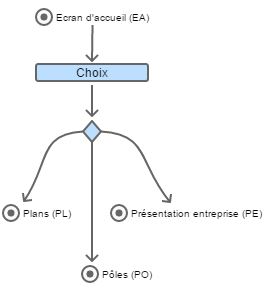 Ecran d'accueil (EA)
Choix
Plans (PL)
Présentation entreprise (PE)
Pôles (PO)